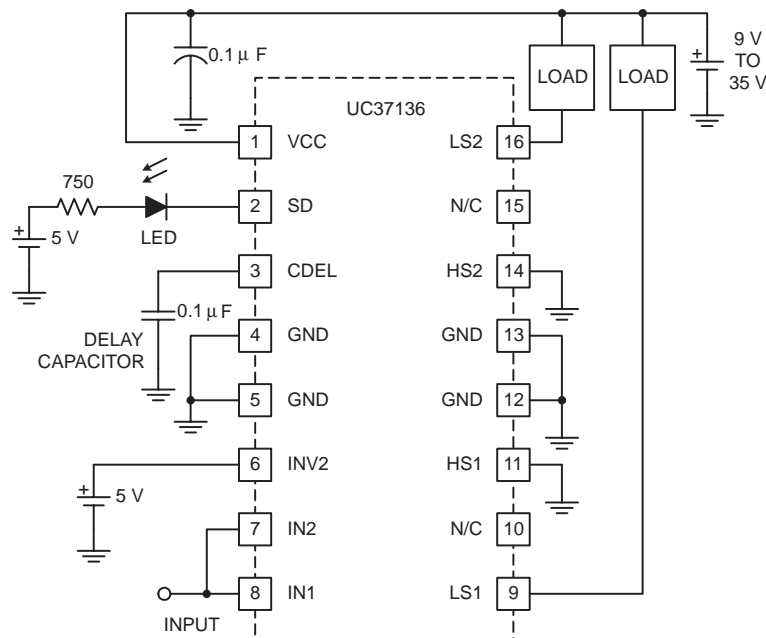 0.1 µ F
9 V
TO
35 V
LOAD
LOAD
UC37136
1 VCC
LS2 16
750
2 SD
N/C 15
5 V
LED
3 CDEL
HS2 14
0.1 µ F
DELAY
CAPACITOR
4 GND
GND 13
5 GND
GND 12
6 INV2
HS1 11
5 V
7 IN2
N/C 10
8 IN1
LS1 9
INPUT